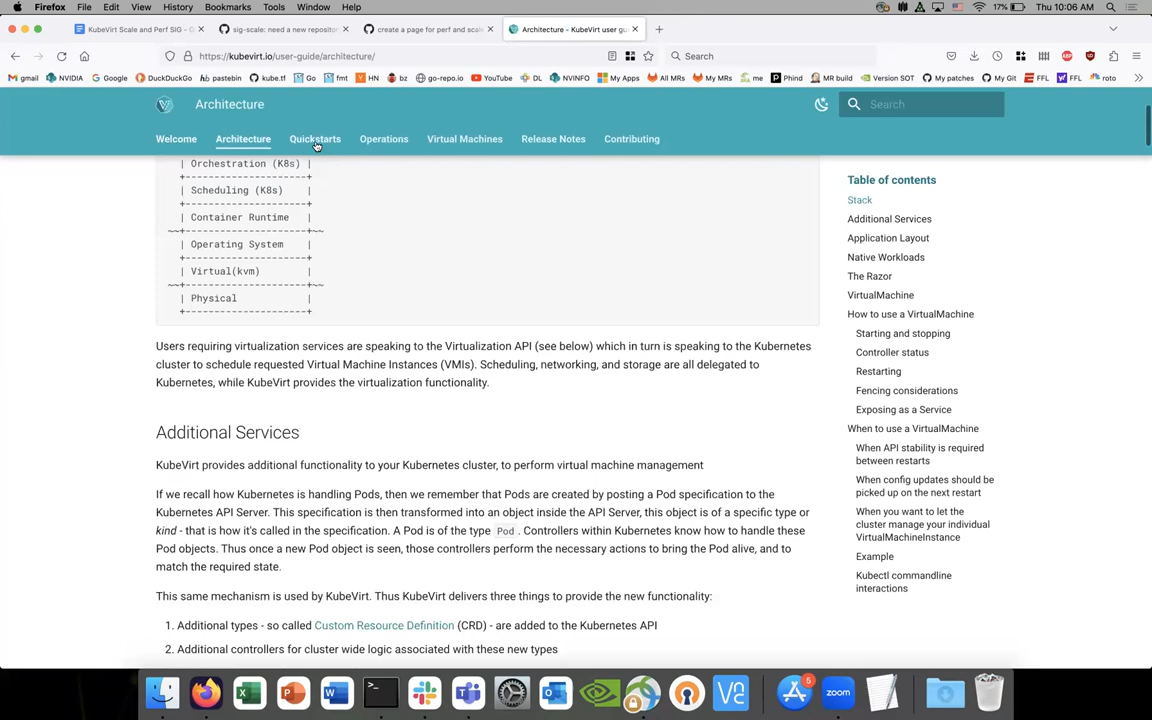 Firefox File Edit View History Bookmarks Tools Window Help 17% Thu 10:06 AM
KubeVirt Scale and Perf SIG - sig-scale: need a new repositor create a page for perf and scale Architecture - KubeVirt user gu
https://kubevirt.io/user-guide/architecture/ Search
gmail NVIDIA Google DuckDuckGo pastebin kube.tf Go fmt HN bz go-repo.io YouTube DL NVINFO My Apps All MRs My MRs me Phind MR build Version SOT My patches My Git FFL FFL roto
Architecture Search
Welcome Architecture Quickstarts Operations Virtual Machines Release Notes Contributing
| Orchestration (K8s) |
+---------------------+
| Scheduling (K8s) |
+---------------------+
| Container Runtime |
~~+---------------------+~~
| Operating System |
+---------------------+
| Virtual(kvm) |
~~+---------------------+~~
| Physical |
+---------------------+
Users requiring virtualization services are speaking to the Virtualization API (see below) which in turn is speaking to the Kubernetes
cluster to schedule requested Virtual Machine Instances (VMIs). Scheduling, networking, and storage are all delegated to
Kubernetes, while KubeVirt provides the virtualization functionality.
Additional Services
KubeVirt provides additional functionality to your Kubernetes cluster, to perform virtual machine management
If we recall how Kubernetes is handling Pods, then we remember that Pods are created by posting a Pod specification to the
Kubernetes API Server. This specification is then transformed into an object inside the API Server, this object is of a specific type or
kind - that is how it's called in the specification. A Pod is of the type Pod . Controllers within Kubernetes know how to handle these
Pod objects. Thus once a new Pod object is seen, those controllers perform the necessary actions to bring the Pod alive, and to
match the required state.
This same mechanism is used by KubeVirt. Thus KubeVirt delivers three things to provide the new functionality:
1. Additional types - so called Custom Resource Definition (CRD) - are added to the Kubernetes API
2. Additional controllers for cluster wide logic associated with these new types
Table of contents
Stack
Additional Services
Application Layout
Native Workloads
The Razor
VirtualMachine
How to use a VirtualMachine
Starting and stopping
Controller status
Restarting
Fencing considerations
Exposing as a Service
When to use a VirtualMachine
When API stability is required
between restarts
When config updates should be
picked up on the next restart
When you want to let the
cluster manage your individual
VirtualMachineInstance
Example
Kubectl commandline
interactions
5
zoom